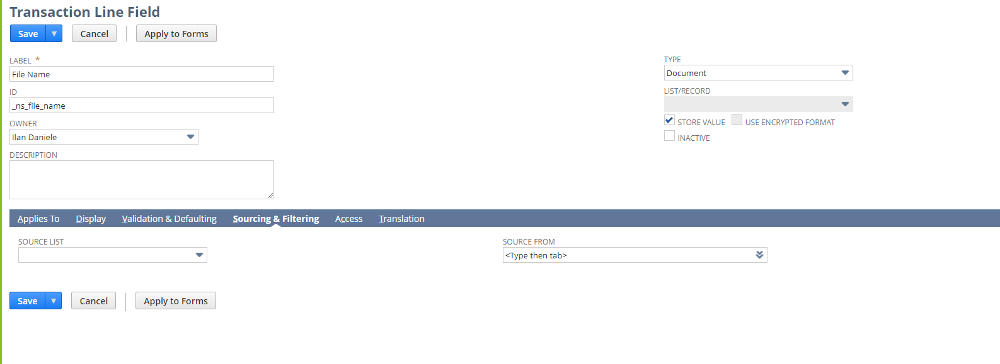 Transaction Line Field
Save Cancel Apply to Forms
LABEL *
File Name
ID
_ns_file_name
OWNER
Ilan Daniele
DESCRIPTION
TYPE
Document
LIST/RECORD
STORE VALUE USE ENCRYPTED FORMAT
INACTIVE
Applies To Display Validation & Defaulting Sourcing & Filtering Access Translation
SOURCE LIST
SOURCE FROM
<Type then tab>
Save Cancel Apply to Forms